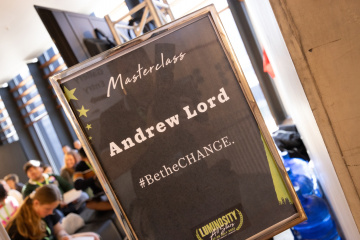 Masterclass
Andrew Lord
#BetheCHANGE.
LUMINOSITY